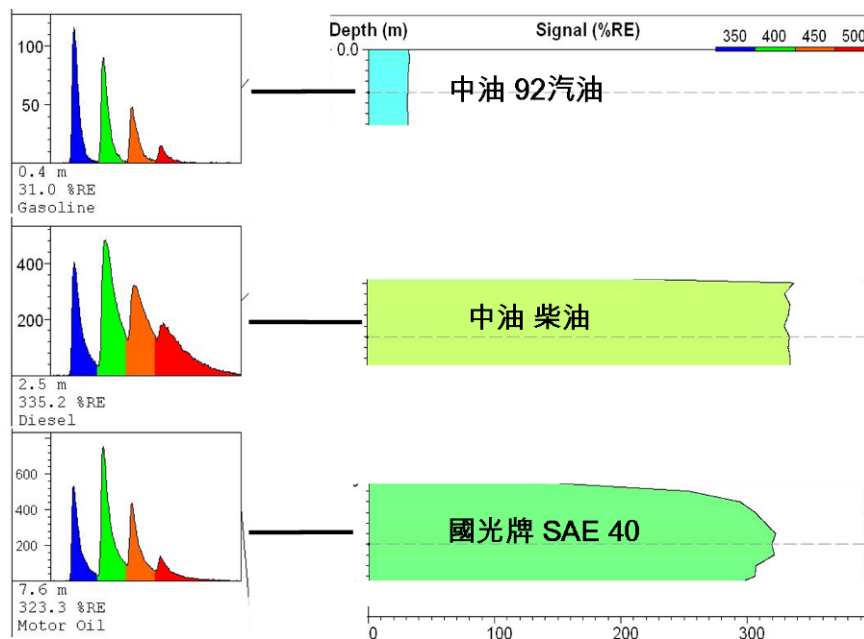 Depth (m) Signal (%RE) 350 400 450 500
100
50
0.4 m
31.0 %RE
Gasoline
0.0
中油 92汽油
400
200
2.5 m
335.2 %RE
Diesel
中油 柴油
600
400
200
7.6 m
323.3 %RE
Motor Oil
國光牌 SAE 40
0 100 200 300